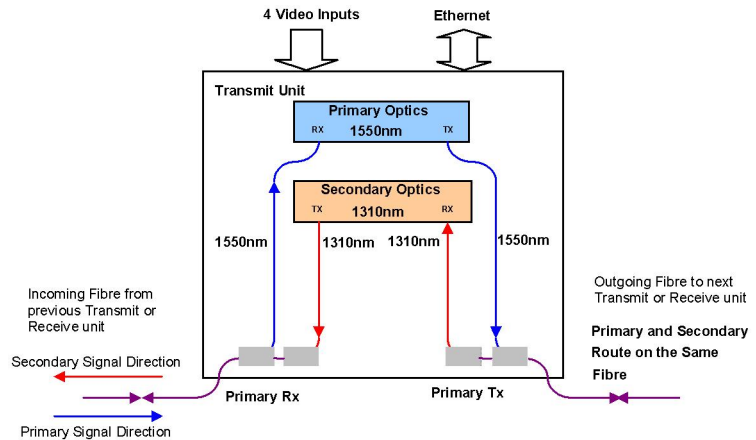 4 Video Inputs
Ethernet
Transmit Unit
Primary Optics
RX
1550nm
TX
Secondary Optics
TX
1310nm
RX
1550nm
1310nm
1310nm
1550nm
Incoming Fibre from
previous Transmit or
Receive unit
Outgoing Fibre to next
Transmit or Receive unit
Primary and Secondary
Route on the Same
Fibre
Secondary Signal Direction
Primary Signal Direction
Primary Rx
Primary Tx